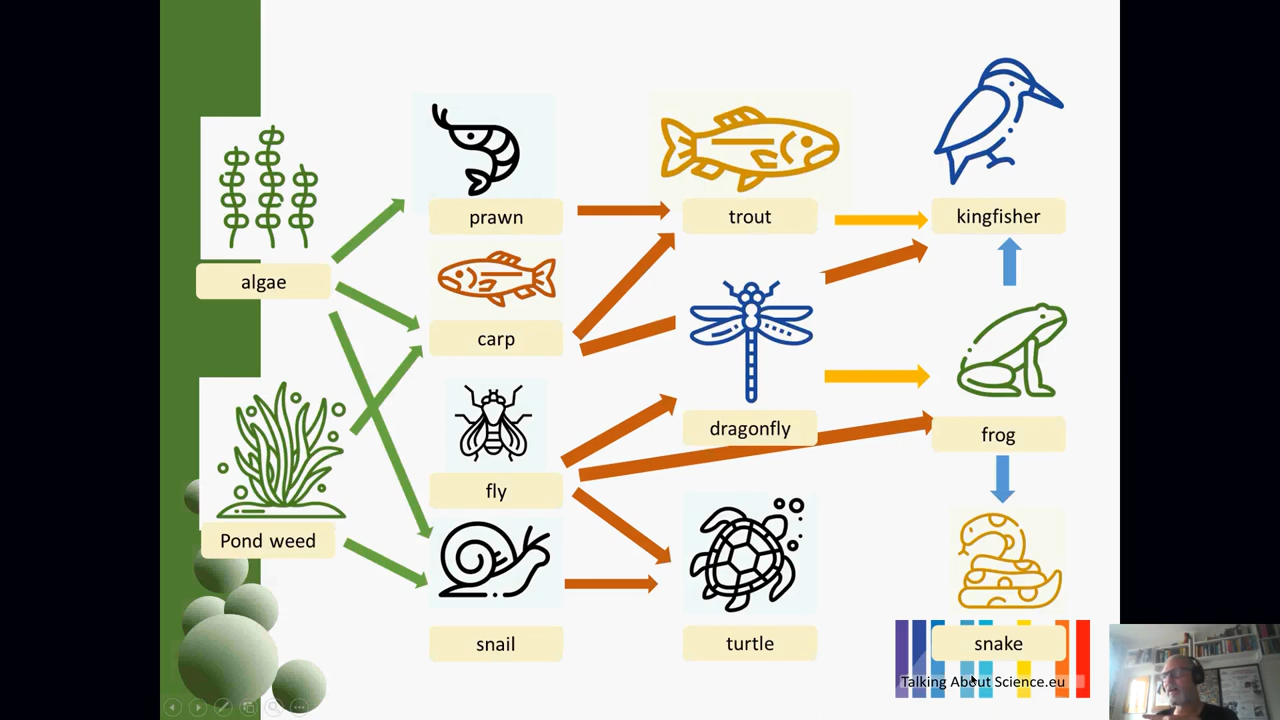 prawn
trout
kingfisher
algae
carp
dragonfly
frog
fly
Pond weed
snail
turtle
snake
Talking About Science.eu